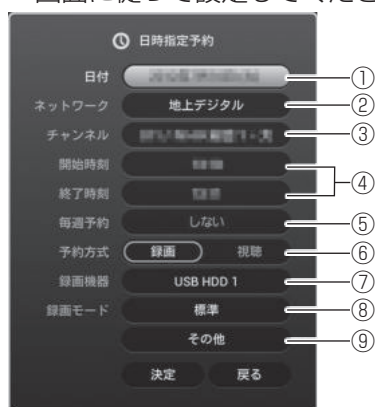 画面に従って設定してくださ
日時指定予約
日付 ①
ネットワーク 地上デジタル ②
チャンネル ③
開始時刻
④
終了時刻
毎週予約 しない ⑤
予約方式 録画 視聴 ⑥
録画機器 USB HDD 1 ⑦
録画モード 標準 ⑧
その他 ⑨
決定 戻る